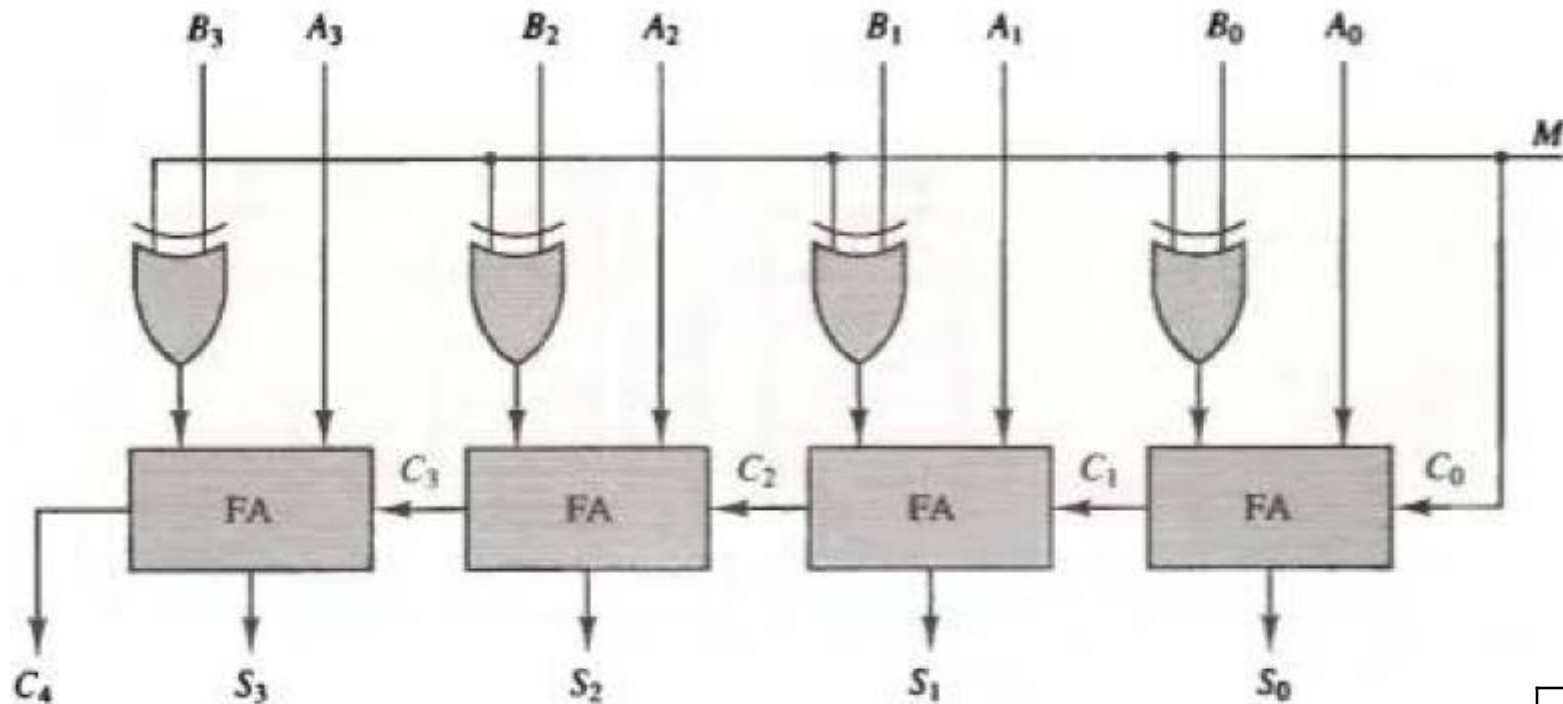 B₃ A₃ B₂ A₂ B₁ A₁ B₀ A₀
M
C₃ C₂ C₁ C₀
FA FA FA FA
C₄ S₃ S₂ S₁ S₀